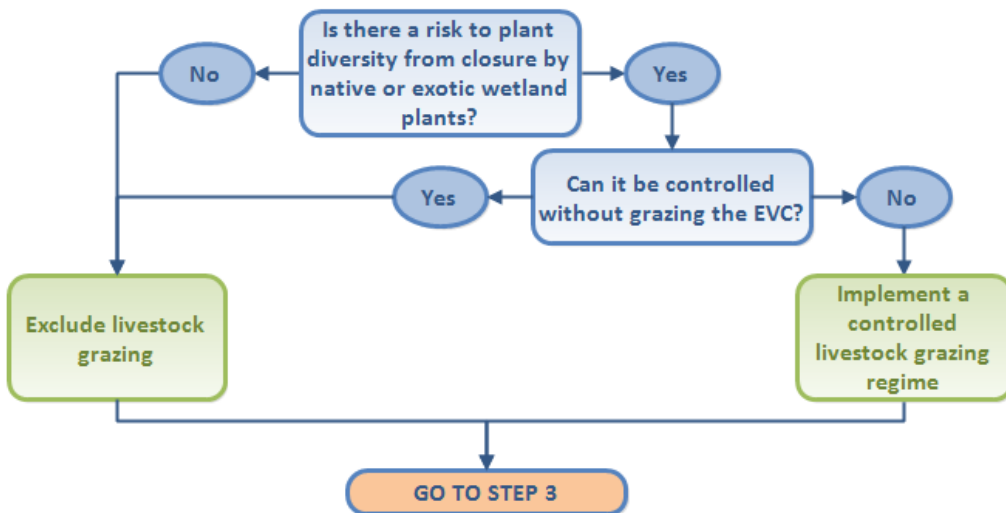 Is there a risk to plant
diversity from closure by
native or exotic wetland
plants?
No
Yes
Can it be controlled
without grazing the EVC?
Yes
No
Exclude livestock
grazing
Implement a
controlled
livestock grazing
regime
GO TO STEP 3